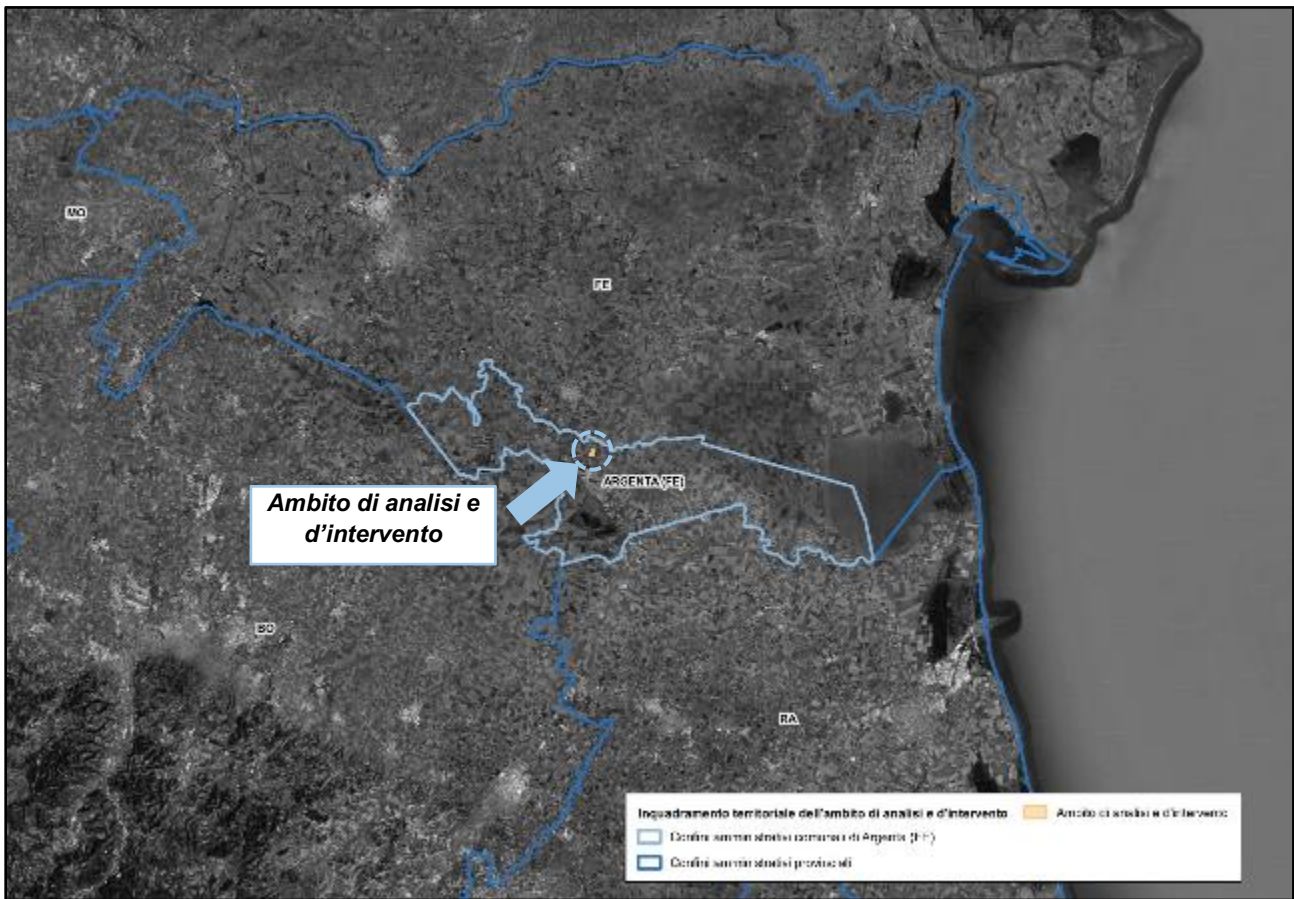 MO
FE
ARGENTA (FE)
Ambito di analisi e
d'intervento
BO
RA
Inquadramento territoriale dell'ambito di analisi e d'intervento
Ambito di analisi e d'intervento
Confini amministrativi comunali di Argenta (FE)
Confini amministrativi provinciali